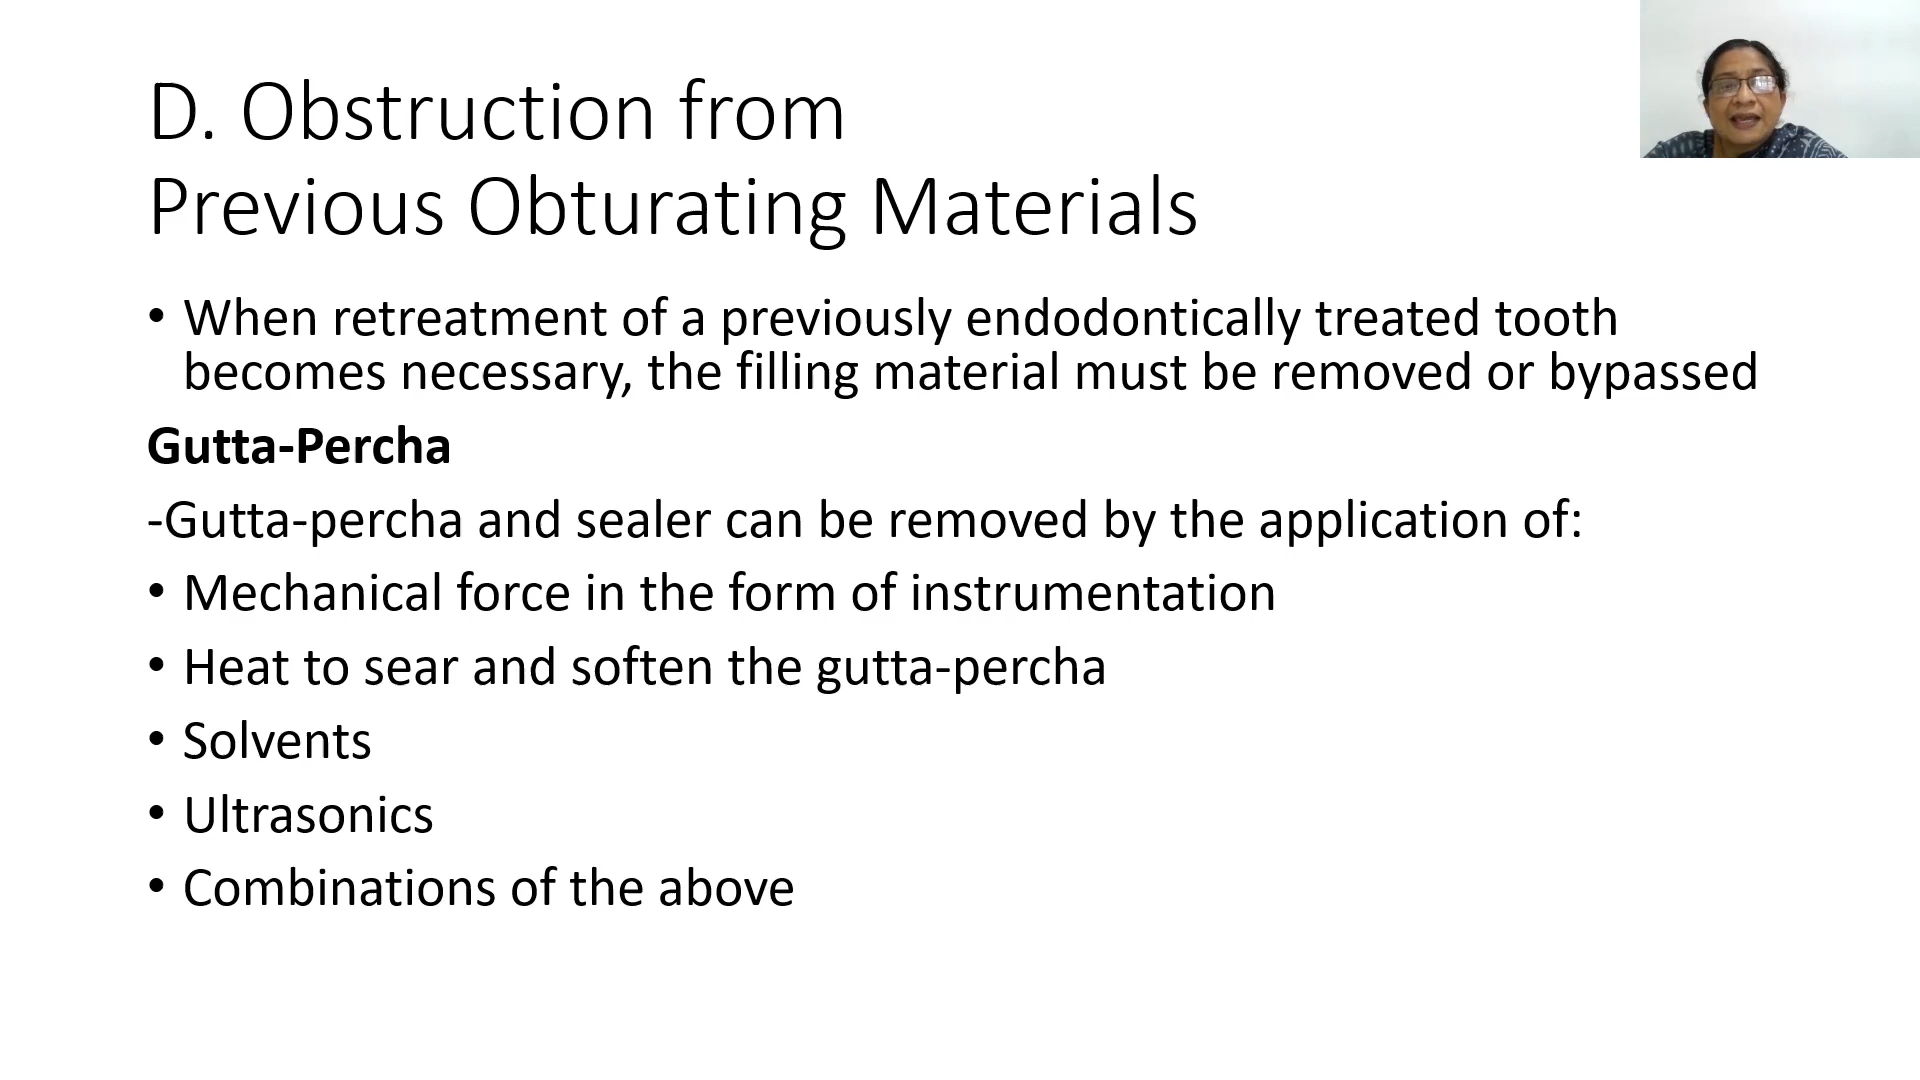 D. Obstruction from
Previous Obturating Materials
• When retreatment of a previously endodontically treated tooth
becomes necessary, the filling material must be removed or bypassed
Gutta-Percha
-Gutta-percha and sealer can be removed by the application of:
• Mechanical force in the form of instrumentation
• Heat to sear and soften the gutta-percha
• Solvents
• Ultrasonics
• Combinations of the above